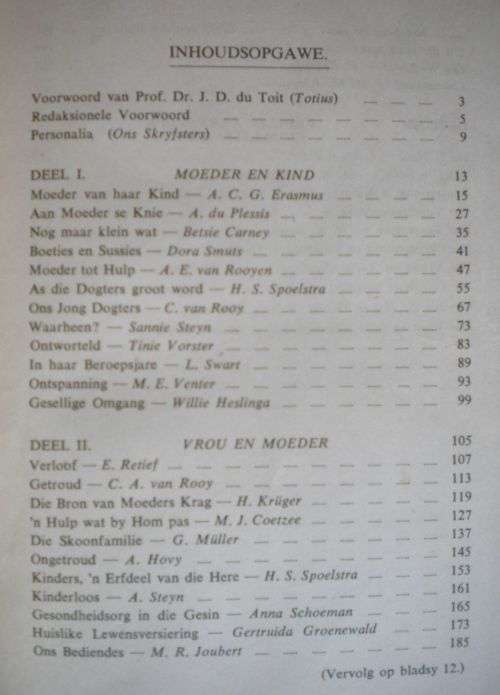 INHOUDSOPGAWE.
Voorwoord van Prof. Dr. J. D. du Toit (Totius) 3
Redaksionele Voorwoord 5
Personalia (Ons Skryfsters) 9
DEEL I. MOEDER EN KIND 13
Moeder van haar Kind — A. C. G. Erasmus 15
Aan Moeder se Knie — A. du Plessis 27
Nog maar klein wat — Betsie Carney 35
Boeties en Sussies — Dora Smuts 41
Moeder tot Hulp — A. E. van Rooyen 47
As die Dogters groot word — H. S. Spoelstra 55
Ons Jong Dogters — C. van Rooy 67
Waarheen? — Sannie Steyn 73
Ontworteld — Tinie Vorster 83
In haar Beroepsjare — L. Swart 89
Ontspanning — M. E. Venter 93
Gesellige Omgang — Willie Heslinga 99
DEEL II. VROU EN MOEDER 105
Verloof — E. Retief 107
Getroud — C. A. van Rooy 113
Die Bron van Moeders Krag — H. Krüger 119
'n Hulp wat by Hom pas — M. J. Coetzee 127
Die Skoonfamilie — G. Müller 137
Ongetroud — A. Hovy 145
Kinders, 'n Erfdeel van die Here — H. S. Spoelstra 153
Kinderloos — A. Steyn 161
Gesondheidsorg in die Gesin — Anna Schoeman 165
Huislike Lewensversiering — Gertruida Groenewald 173
Ons Bediendes — M. R. Joubert 185
(Vervolg op bladsy 12.)